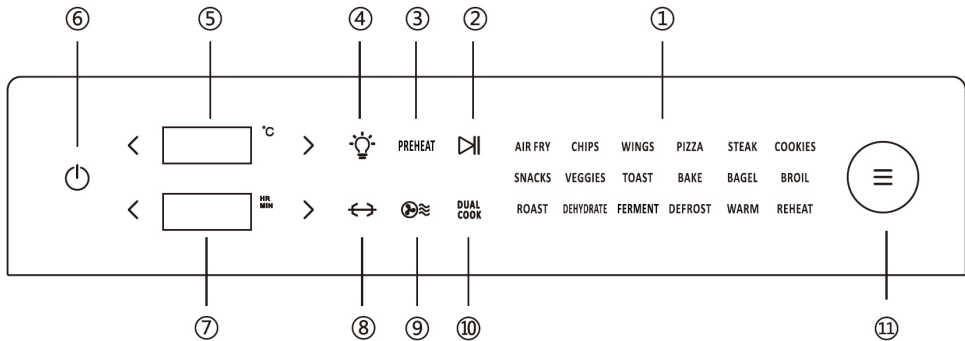 ⑥ ⑤ ④ ③ ② ①
°C
PREHEAT
AIR FRY CHIPS WINGS PIZZA STEAK COOKIES
SNACKS VEGGIES TOAST BAKE BAGEL BROIL
HR
MIN
DUAL
COOK
ROAST DEHYDRATE FERMENT DEFROST WARM REHEAT
⑦ ⑧ ⑨ ⑩ ⑪